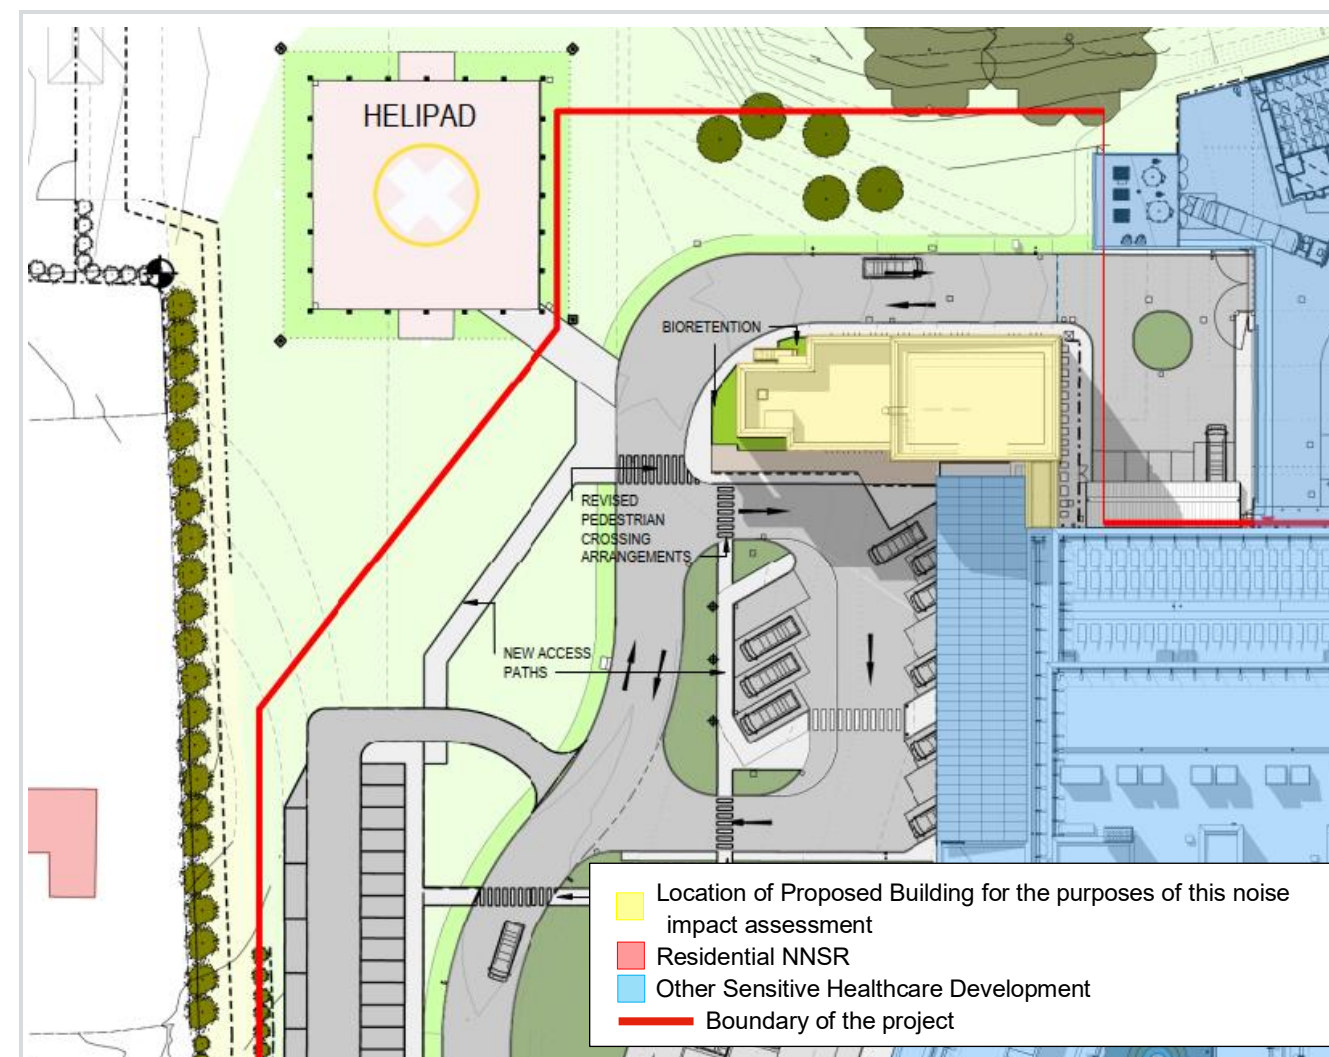 HELIPAD
BIORETENTION
REVISED
PEDESTRIAN
CROSSING
ARRANGEMENTS
NEW ACCESS
PATHS
Location of Proposed Building for the purposes of this noise
impact assessment
Residential NNSR
Other Sensitive Healthcare Development
Boundary of the project